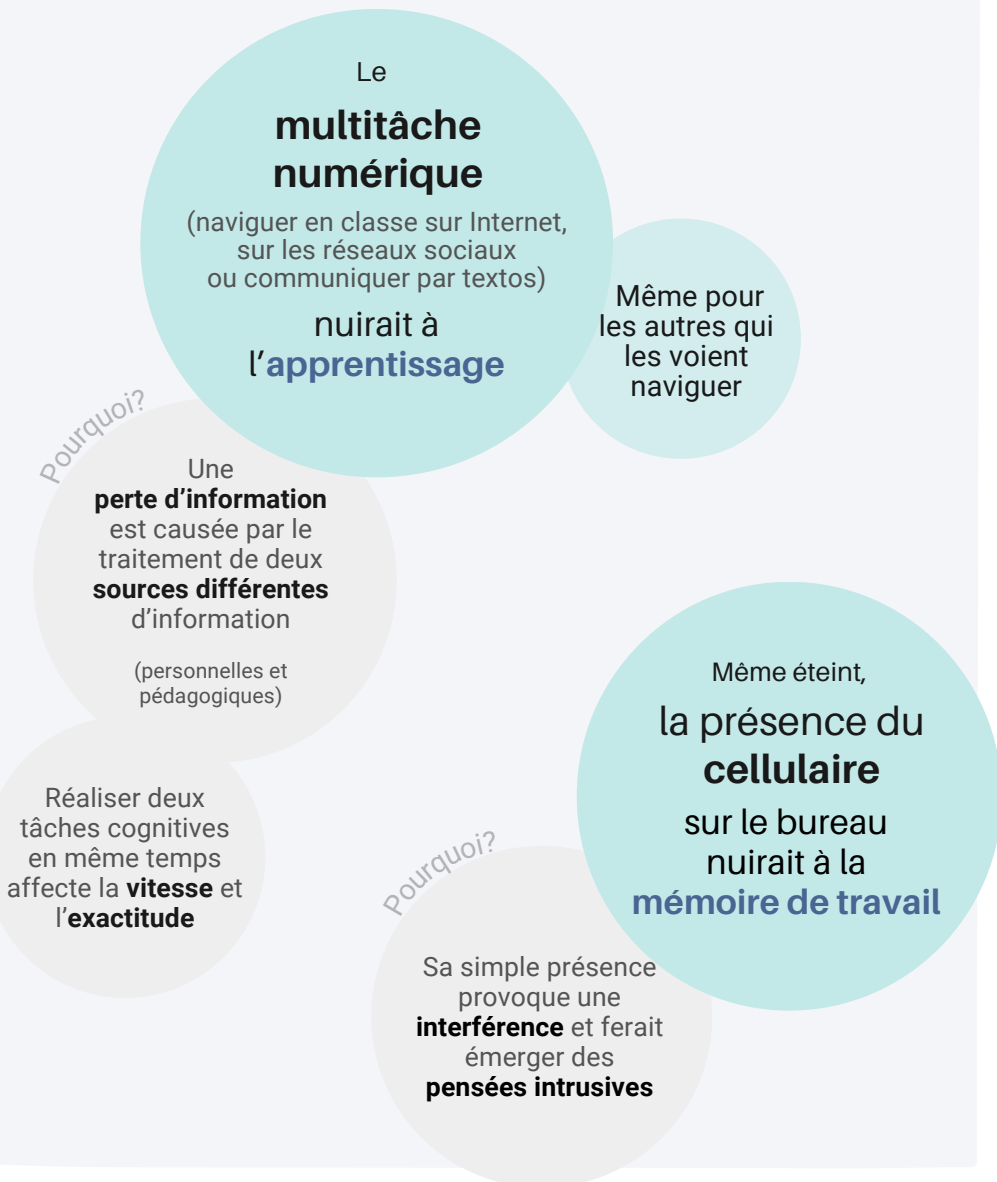 Le
multitâche
numérique
(naviguer en classe sur Internet,
sur les réseaux sociaux
ou communiquer par textos)
nuirait à
l’apprentissage
Même pour
les autres qui
les voient
naviguer
Pourquoi?
Une
perte d’information
est causée par le
traitement de deux
sources différentes
d’information
(personnelles et
pédagogiques)
Réaliser deux
tâches cognitives
en même temps
affecte la vitesse et
l’exactitude
Même éteint,
la présence du
cellulaire
sur le bureau
nuirait à la
mémoire de travail
Pourquoi?
Sa simple présence
provoque une
interférence et ferait
émerger des
pensées intrusives